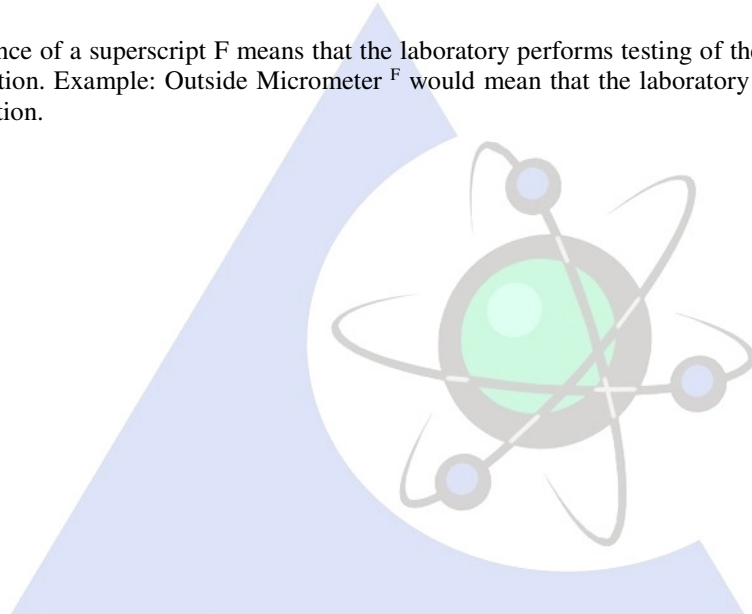 nce of a superscript F means that the laboratory performs testing of the
tion. Example: Outside Micrometer ᶠ would mean that the laboratory
tion.